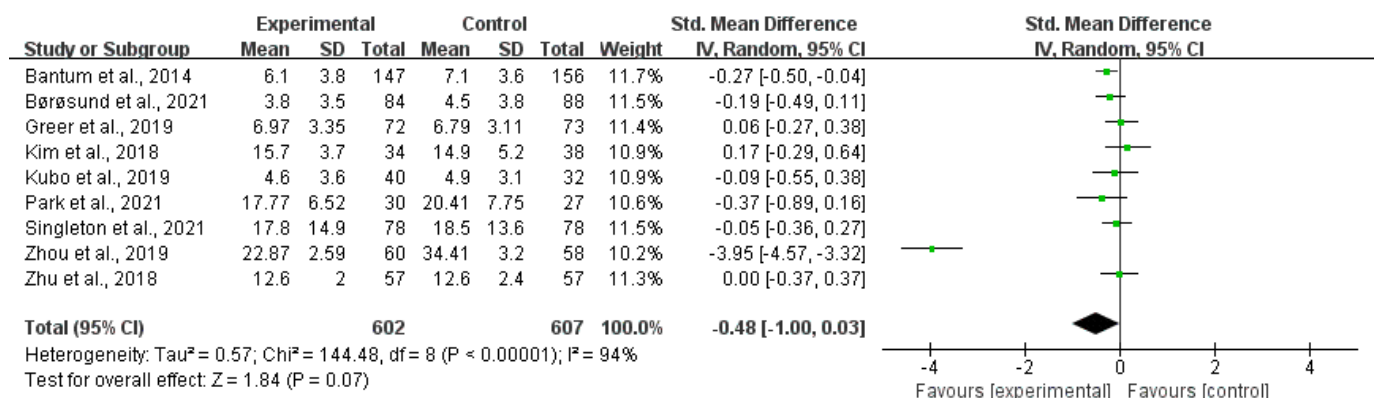 Experimental Control Std. Mean Difference Std. Mean Difference
Study or Subgroup Mean SD Total Mean SD Total Weight IV, Random, 95% CI IV, Random, 95% CI
Bantum et al., 2014 6.1 3.8 147 7.1 3.6 156 11.7% -0.27 [-0.50, -0.04]
Børøsund et al., 2021 3.8 3.5 84 4.5 3.8 88 11.5% -0.19 [-0.49, 0.11]
Greer et al., 2019 6.97 3.35 72 6.79 3.11 73 11.4% 0.06 [-0.27, 0.38]
Kim et al., 2018 15.7 3.7 34 14.9 5.2 38 10.9% 0.17 [-0.29, 0.64]
Kubo et al., 2019 4.6 3.6 40 4.9 3.1 32 10.9% -0.09 [-0.55, 0.38]
Park et al., 2021 17.77 6.52 30 20.41 7.75 27 10.6% -0.37 [-0.89, 0.16]
Singleton et al., 2021 17.8 14.9 78 18.5 13.6 78 11.5% -0.05 [-0.36, 0.27]
Zhou et al., 2019 22.87 2.59 60 34.41 3.2 58 10.2% -3.95 [-4.57, -3.32]
Zhu et al., 2018 12.6 2 57 12.6 2.4 57 11.3% 0.00 [-0.37, 0.37]
Total (95% CI) 602 607 100.0% -0.48 [-1.00, 0.03]
Heterogeneity: Tau² = 0.57; Chi² = 144.48, df = 8 (P < 0.00001); I² = 94%
Test for overall effect: Z = 1.84 (P = 0.07)
-4 -2 0 2 4
Favours [experimental] Favours [control]